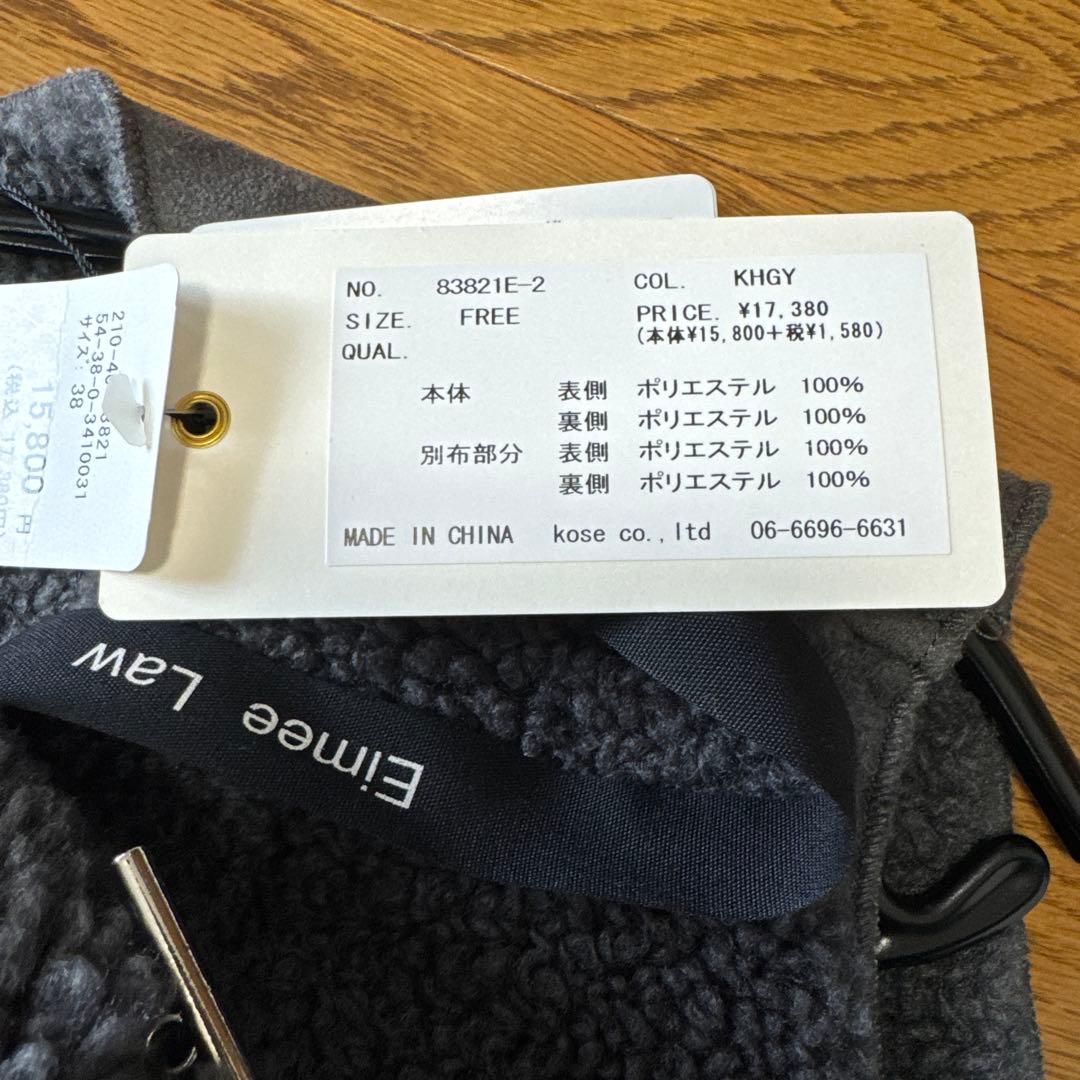 NO. 83821E-2 COL. KHGY
SIZE. FREE PRICE. ¥17,380
(本体¥15,800+税¥1,580)
QUAL.
本体 表側 ポリエステル 100%
裏側 ポリエステル 100%
別布部分 表側 ポリエステル 100%
裏側 ポリエステル 100%
MADE IN CHINA kose co.,ltd 06-6696-6631
54-38-0-3410031
サイズ: 38
15,800 円
Eimee Law